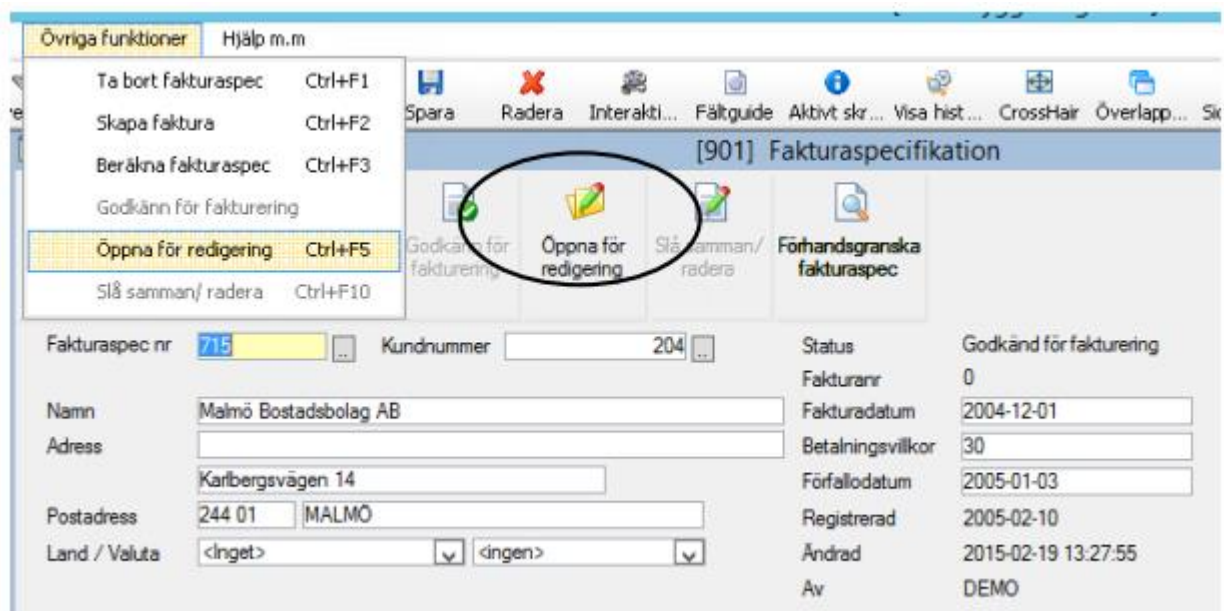 Övriga funktioner Hjälp m.m
Ta bort fakturaspec Ctrl+F1
Skapa faktura Ctrl+F2
Beräkna fakturaspec Ctrl+F3
Godkänn för fakturering
Öppna för redigering Ctrl+F5
Slå samman/ radera Ctrl+F10
Spara Radera Interakti... Fältguide Aktivt skr... Visa hist... CrossHair Överlapp...
[901] Fakturaspecifikation
Godkänn för fakturering
Öppna för redigering
Slå samman/ radera
Förhandsgranska fakturaspec
Fakturaspec nr 715 .. Kundnummer 204 .. Status Godkänd för fakturering
Fakturanr 0
Namn Malmö Bostadsbolag AB Fakturadatum 2004-12-01
Adress Betalningsvillkor 30
Karlbergsvägen 14 Förfallodatum 2005-01-03
Postadress 244 01 MALMÖ Registrerad 2005-02-10
Land / Valuta <Inget> <ingen> Ändrad 2015-02-19 13:27:55
Av DEMO